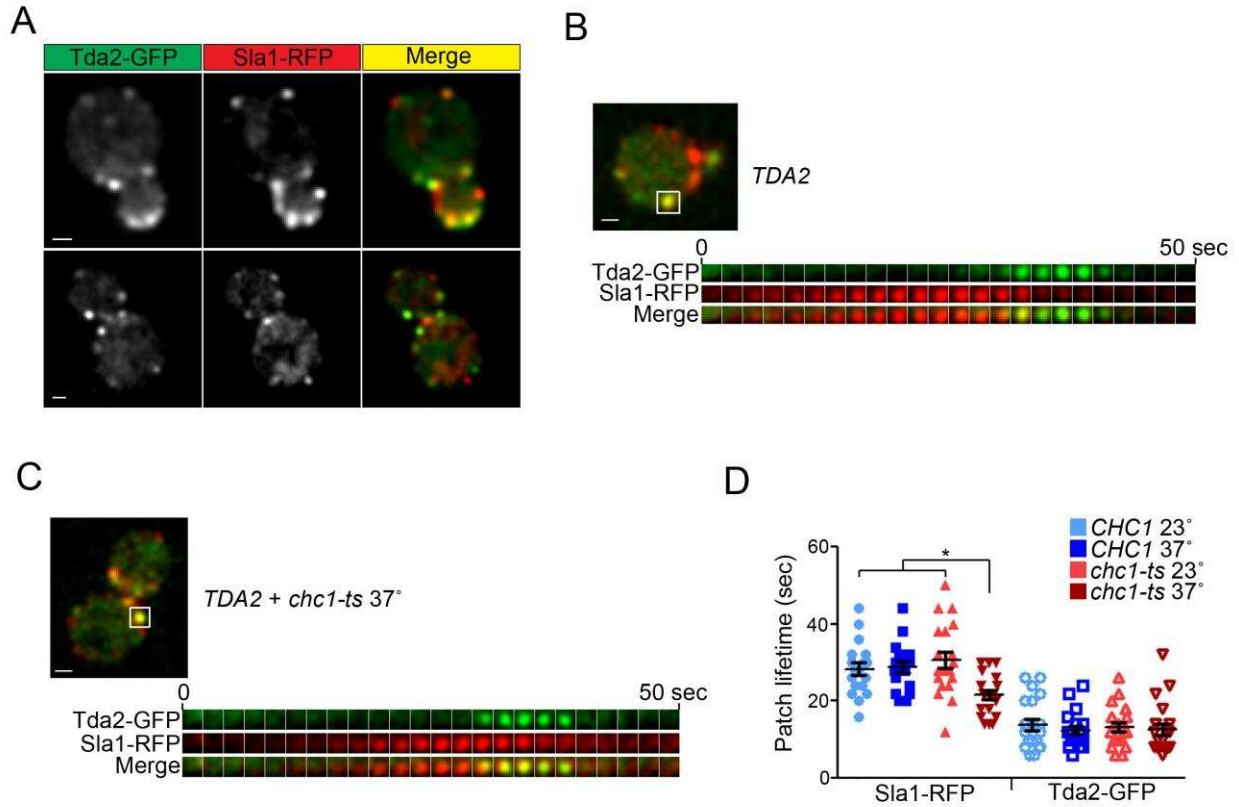 A
Tda2-GFP Sla1-RFP Merge
B
TDA2
0 50 sec
Tda2-GFP
Sla1-RFP
Merge
C
TDA2 + chc1-ts 37°
0 50 sec
Tda2-GFP
Sla1-RFP
Merge
D
CHC1 23°
CHC1 37°
chc1-ts 23°
chc1-ts 37°
*
Patch lifetime (sec)
60
40
20
0
Sla1-RFP Tda2-GFP